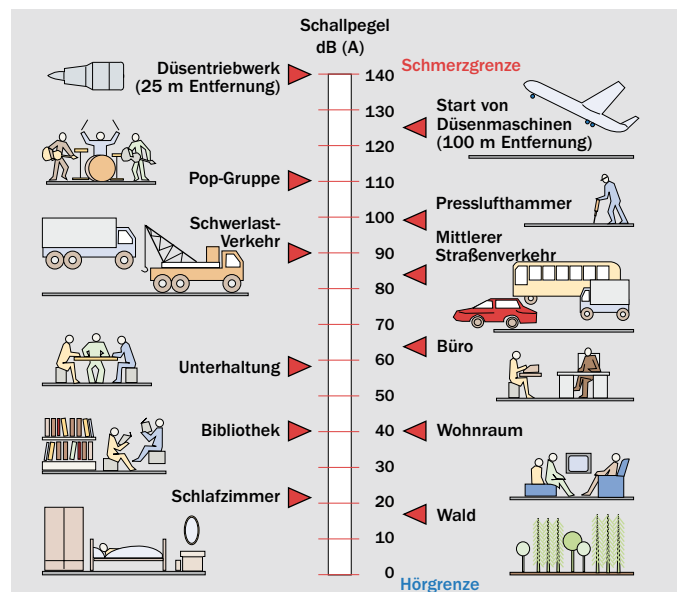 Schallpegel
dB (A)
Düsentriebwerk
(25 m Entfernung)
Pop-Gruppe
Schwerlast-
Verkehr
Unterhaltung
Bibliothek
Schlafzimmer
140
130
120
110
100
90
80
70
60
50
40
30
20
10
0
Schmerzgrenze
Start von
Düsenmaschinen
(100 m Entfernung)
Presslufthammer
Mittlerer
Straßenverkehr
Büro
Wohnraum
Wald
Hörgrenze